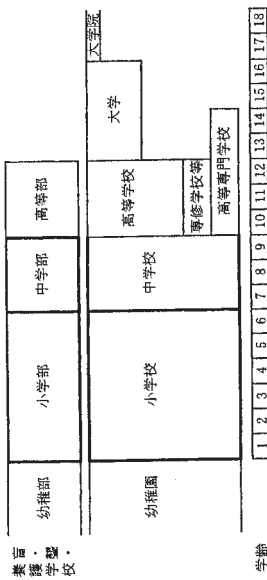 盲・聾・
養護学校
幼稚部
小学部
中学部
高等部
幼稚園
小学校
中学校
高等学校
専修学校等
高等専門学校
大学
大学院
学齢
1 2 3 4 5 6 7 8 9 10 11 12 13 14 15 16 17 18